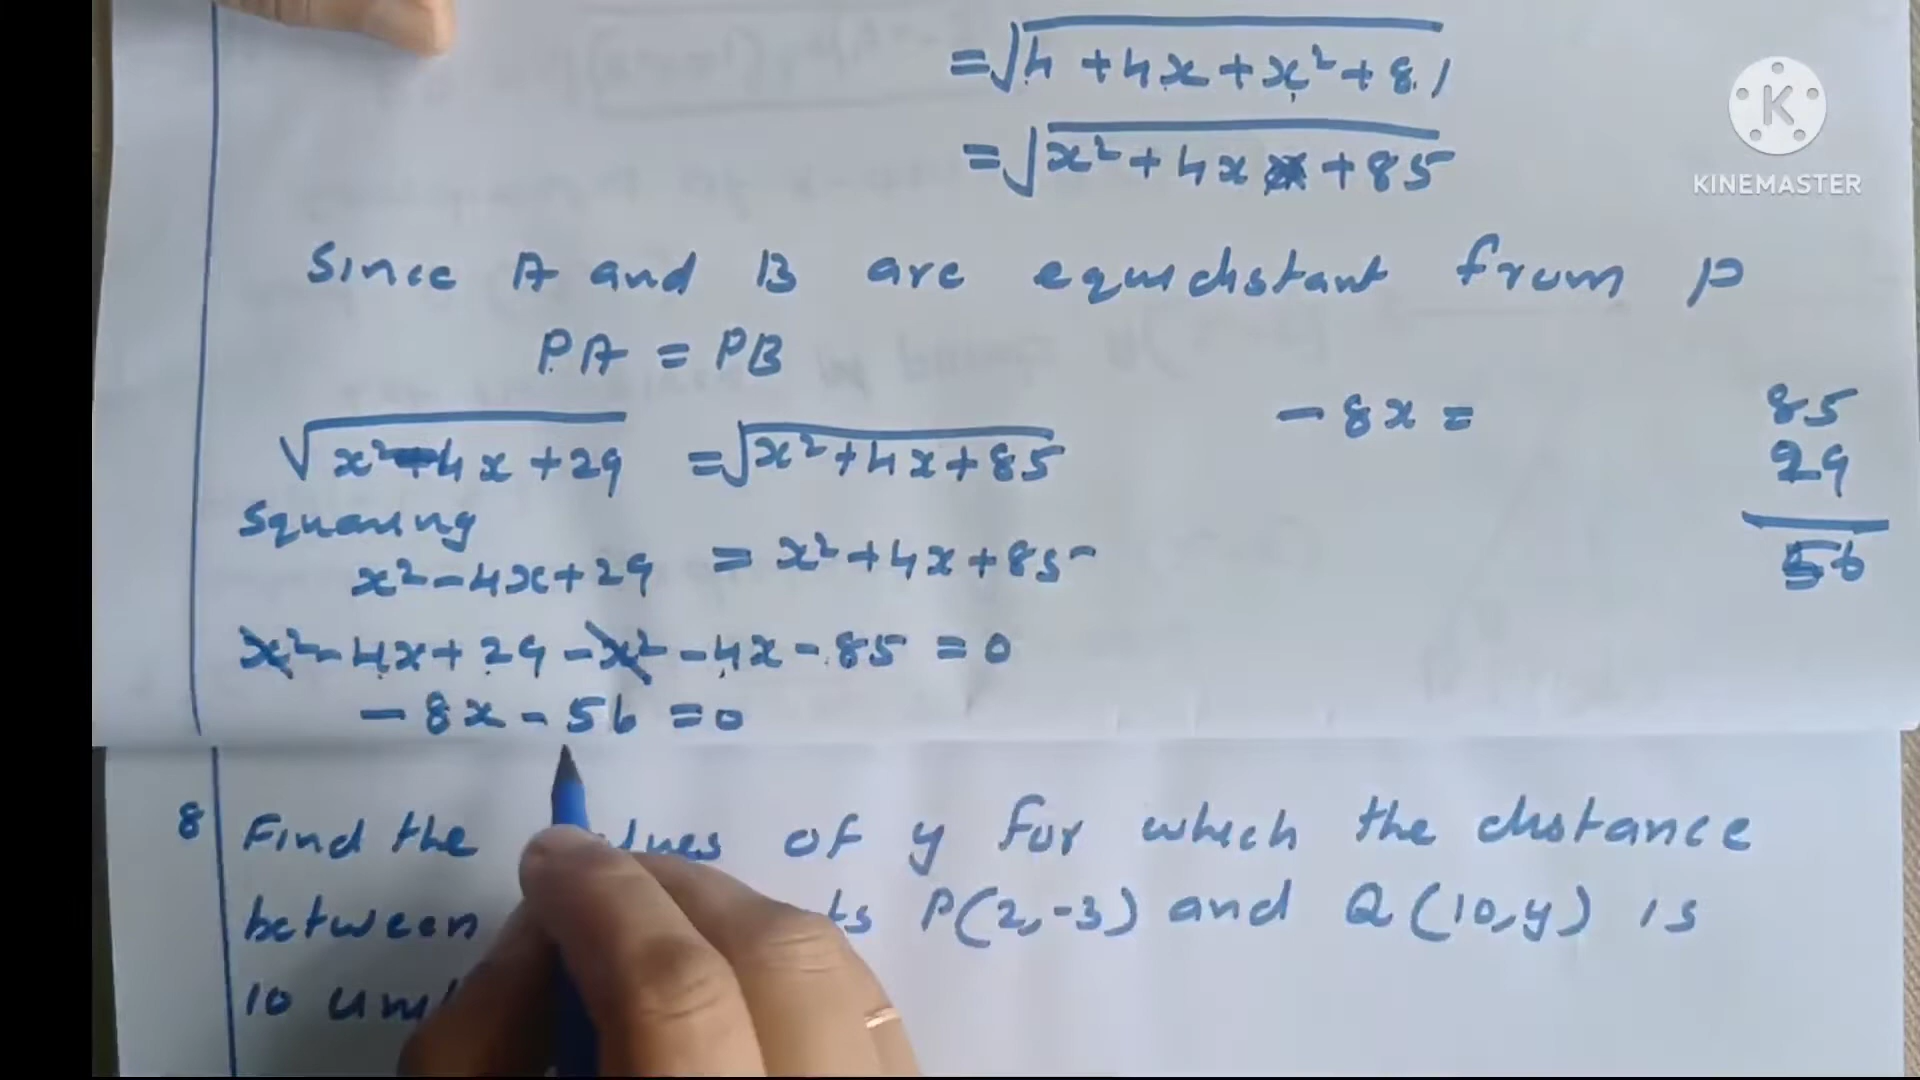 = √4 + 4x + x² + 81
= √x² + 4x + 85
KINEMASTER
Since A and B are equidistant from P
PA = PB
√x² - 4x + 29 = √x² + 4x + 85
- 8x =
85
29
56
Squaring
x² - 4x + 29 = x² + 4x + 85
x² - 4x + 29 - x² - 4x - 85 = 0
- 8x - 56 = 0
8 Find the of y for which the distance
between P(2,-3) and Q(10,y) is
10